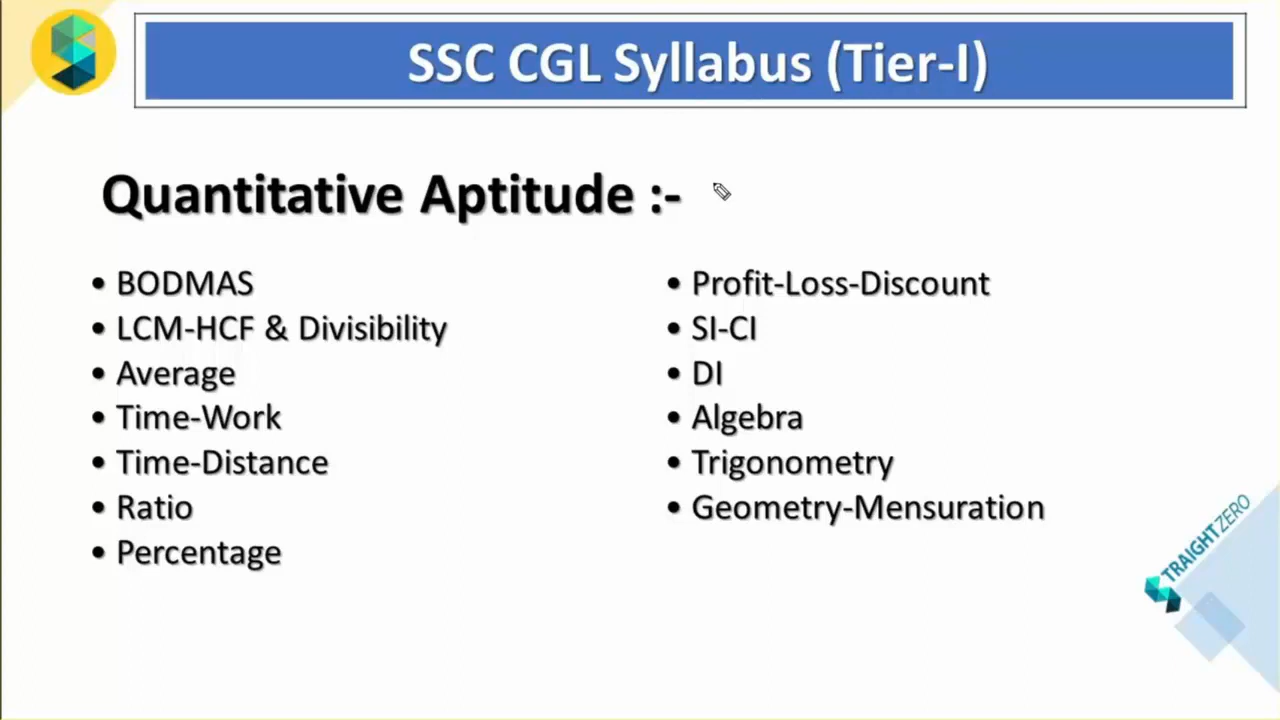 SSC CGL Syllabus (Tier-I)
Quantitative Aptitude :-
• BODMAS
• LCM-HCF & Divisibility
• Average
• Time-Work
• Time-Distance
• Ratio
• Percentage
• Profit-Loss-Discount
• SI-CI
• DI
• Algebra
• Trigonometry
• Geometry-Mensuration
TRAIGHTZERO